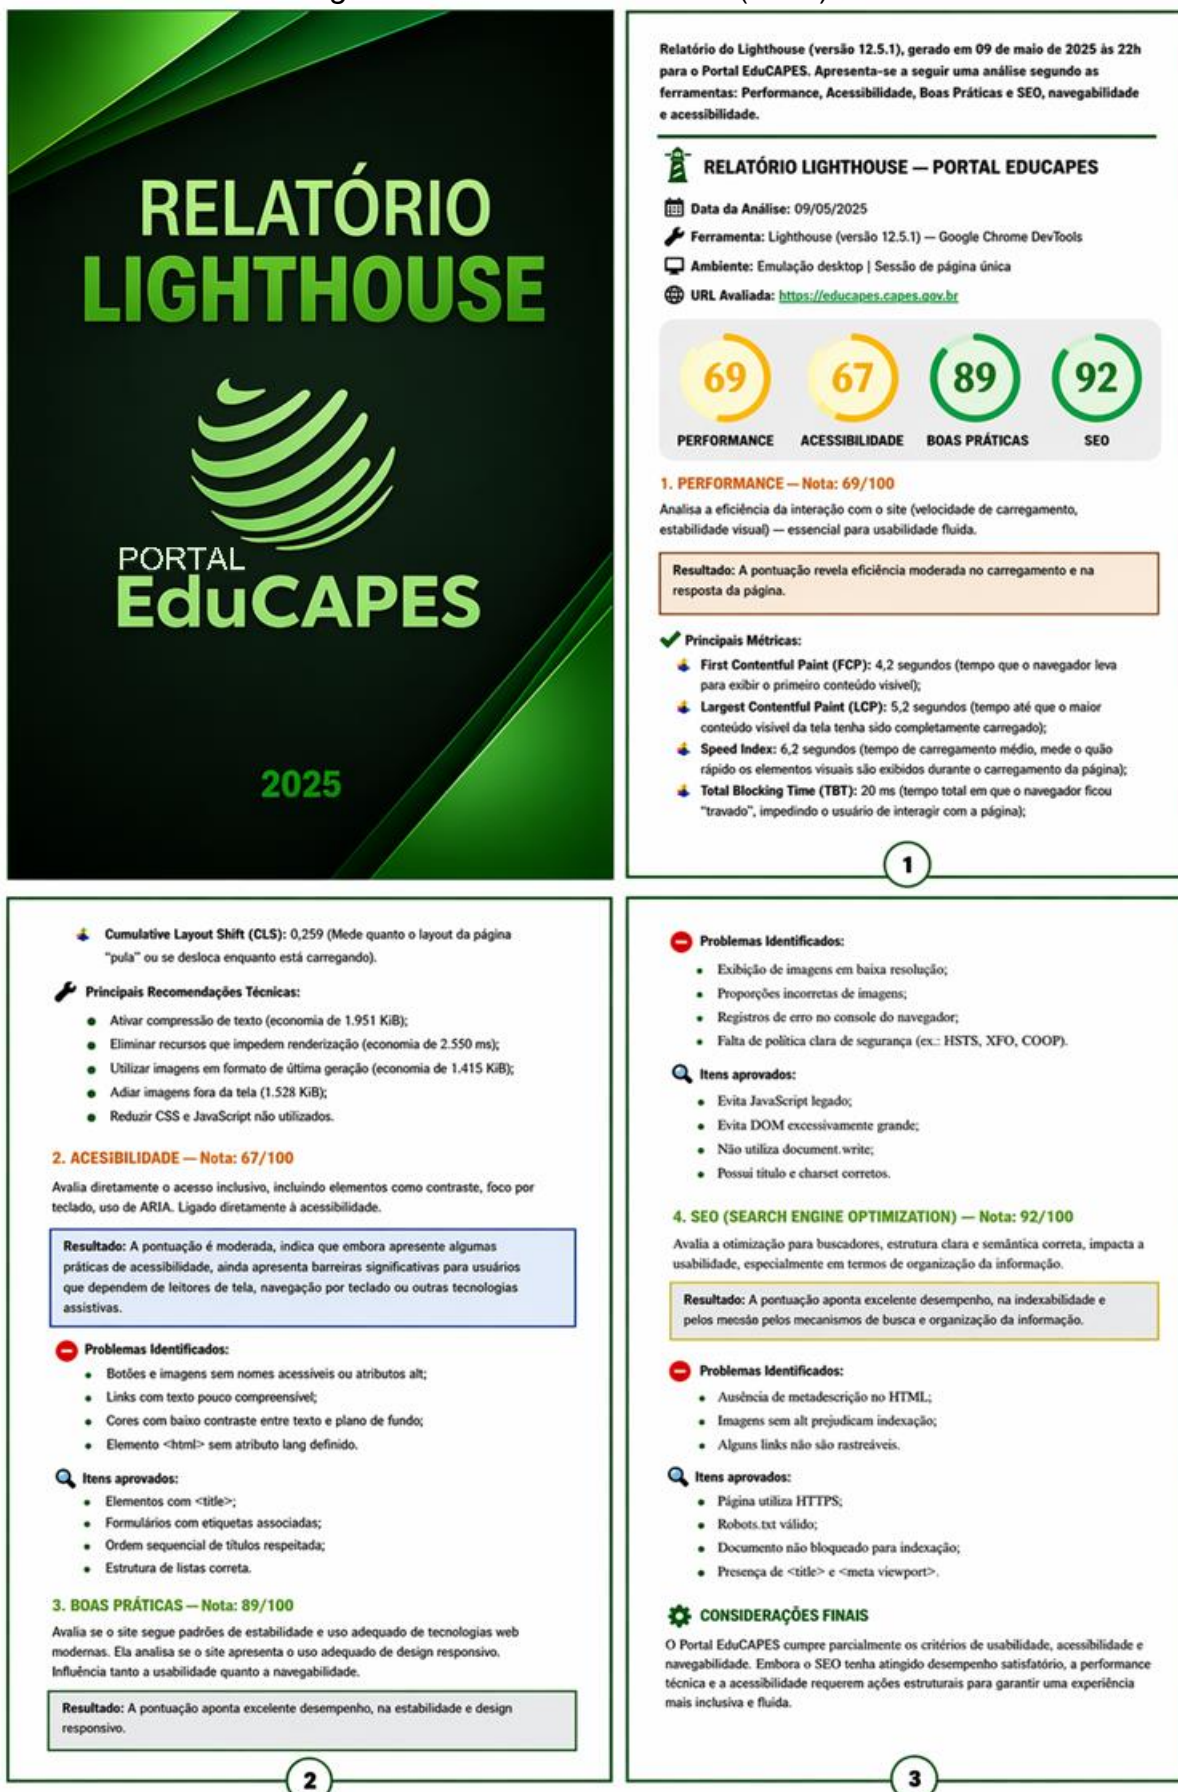 RELATÓRIO
LIGHTHOUSE
PORTAL
EduCAPES
2025
Relatório do Lighthouse (versão 12.5.1), gerado em 09 de maio de 2025 às 22h
para o Portal EduCAPES. Apresenta-se a seguir uma análise segundo as
ferramentas: Performance, Acessibilidade, Boas Práticas e SEO, navegabilidade
e acessibilidade.
RELATÓRIO LIGHTHOUSE — PORTAL EDUCAPES
Data da Análise: 09/05/2025
Ferramenta: Lighthouse (versão 12.5.1) — Google Chrome DevTools
Ambiente: Emulação desktop | Sessão de página única
URL Avaliada: https://educapes.capes.gov.br
69 67 89 92
PERFORMANCE ACESSIBILIDADE BOAS PRÁTICAS SEO
1. PERFORMANCE — Nota: 69/100
Analisa a eficiência da interação com o site (velocidade de carregamento,
estabilidade visual) — essencial para usabilidade fluida.
Resultado: A pontuação revela eficiência moderada no carregamento e na
resposta da página.
Principais Métricas:
First Contentful Paint (FCP): 4,2 segundos (tempo que o navegador leva
para exibir o primeiro conteúdo visível);
Largest Contentful Paint (LCP): 5,2 segundos (tempo até que o maior
conteúdo visível da tela tenha sido completamente carregado);
Speed Index: 6,2 segundos (tempo de carregamento médio, mede o quão
rápido os elementos visuais são exibidos durante o carregamento da página);
Total Blocking Time (TBT): 20 ms (tempo total em que o navegador ficou
“travado”, impedindo o usuário de interagir com a página);
1
Cumulative Layout Shift (CLS): 0,259 (Mede quanto o layout da página
“pula” ou se desloca enquanto está carregando).
Principais Recomendações Técnicas:
• Ativar compressão de texto (economia de 1.951 KiB);
• Eliminar recursos que impedem renderização (economia de 2.550 ms);
• Utilizar imagens em formato de última geração (economia de 1.415 KiB);
• Adiar imagens fora da tela (1.528 KiB);
• Reduzir CSS e JavaScript não utilizados.
2. ACESIBILIDADE — Nota: 67/100
Avalia diretamente o acesso inclusivo, incluindo elementos como contraste, foco por
teclado, uso de ARIA. Ligado diretamente à acessibilidade.
Resultado: A pontuação é moderada, indica que embora apresente algumas
práticas de acessibilidade, ainda apresenta barreiras significativas para usuários
que dependem de leitores de tela, navegação por teclado ou outras tecnologias
assistivas.
Problemas Identificados:
• Botões e imagens sem nomes acessíveis ou atributos alt;
• Links com texto pouco compreensível;
• Cores com baixo contraste entre texto e plano de fundo;
• Elemento <html> sem atributo lang definido.
Itens aprovados:
• Elementos com <title>;
• Formulários com etiquetas associadas;
• Ordem sequencial de títulos respeitada;
• Estrutura de listas correta.
3. BOAS PRÁTICAS — Nota: 89/100
Avalia se o site segue padrões de estabilidade e uso adequado de tecnologias web
modernas. Ela analisa se o site apresenta o uso adequado de design responsivo.
Influência tanto a usabilidade quanto a navegabilidade.
Resultado: A pontuação aponta excelente desempenho, na estabilidade e design
responsivo.
2
Problemas Identificados:
• Exibição de imagens em baixa resolução;
• Proporções incorretas de imagens;
• Registros de erro no console do navegador;
• Falta de política clara de segurança (ex.: HSTS, XFO, COOP).
Itens aprovados:
• Evita JavaScript legado;
• Evita DOM excessivamente grande;
• Não utiliza document.write;
• Possui título e charset corretos.
4. SEO (SEARCH ENGINE OPTIMIZATION) — Nota: 92/100
Avalia a otimização para buscadores, estrutura clara e semântica correta, impacta a
usabilidade, especialmente em termos de organização da informação.
Resultado: A pontuação aponta excelente desempenho, na indexabilidade e
pelos pelos mecanismos de busca e organização da informação.
Problemas Identificados:
• Ausência de metadescrição no HTML;
• Imagens sem alt prejudicam indexação;
• Alguns links não são rastreáveis.
Itens aprovados:
• Página utiliza HTTPS;
• Robots.txt válido;
• Documento não bloqueado para indexação;
• Presença de <title> e <meta viewport>.
CONSIDERAÇÕES FINAIS
O Portal EduCAPES cumpre parcialmente os critérios de usabilidade, acessibilidade e
navegabilidade. Embora o SEO tenha atingido desempenho satisfatório, a performance
técnica e a acessibilidade requerem ações estruturais para garantir uma experiência
mais inclusiva e fluida.
3